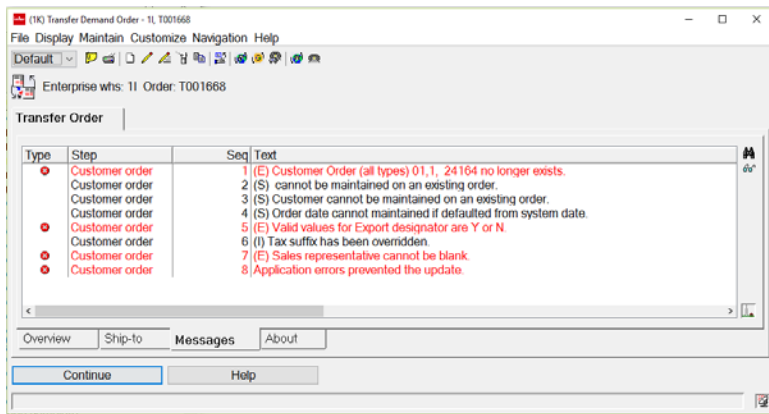 (1K) Transfer Demand Order - 1I, T001668
File Display Maintain Customize Navigation Help
Default
Enterprise whs: 1I Order: T001668
Transfer Order
Type Step Seq Text
Customer order 1 (E) Customer Order (all types) 01,1, 24164 no longer exists.
Customer order 2 (S) cannot be maintained on an existing order.
Customer order 3 (S) Customer cannot be maintained on an existing order.
Customer order 4 (S) Order date cannot maintained if defaulted from system date.
Customer order 5 (E) Valid values for Export designator are Y or N.
Customer order 6 (I) Tax suffix has been overridden.
Customer order 7 (E) Sales representative cannot be blank.
Customer order 8 Application errors prevented the update.
Overview Ship-to Messages About
Continue Help